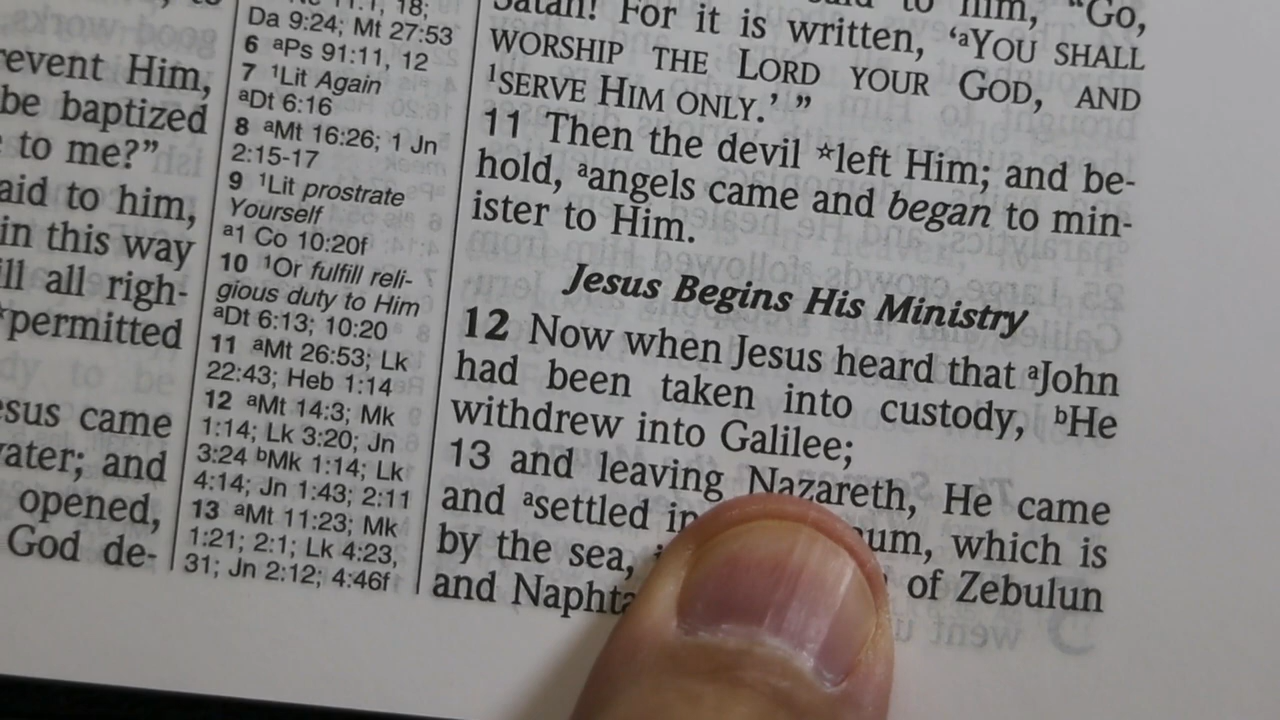 revent Him,
be baptized
to me?”
aid to him,
in this way
ill all righ-
*permitted
esus came
ater; and
opened,
God de-
18;
Da 9:24; Mt 27:53
6 aPs 91:11, 12
7 1Lit Again
aDt 6:16
8 aMt 16:26; 1 Jn
2:15-17
9 1Lit prostrate
Yourself
a1 Co 10:20f
10 1Or fulfill reli-
gious duty to Him
aDt 6:13; 10:20
11 aMt 26:53; Lk
22:43; Heb 1:14
12 aMt 14:3; Mk
1:14; Lk 3:20; Jn
3:24 bMk 1:14; Lk
4:14, Jn 1:43; 2:11
13 aMt 11:23; Mk
1:21; 2:1; Lk 4:23,
31; Jn 2:12; 4:46f
to him, “Go,
Satan! For it is written, ‘aYOU SHALL
WORSHIP THE LORD YOUR GOD, AND
1SERVE HIM ONLY.’ ”
11 Then the devil *left Him; and be-
hold, aangels came and began to min-
ister to Him.
Jesus Begins His Ministry
12 Now when Jesus heard that aJohn
had been taken into custody, bHe
withdrew into Galilee;
13 and leaving Nazareth, He came
and asettled in um, which is
by the sea, of Zebulun
and Naphta